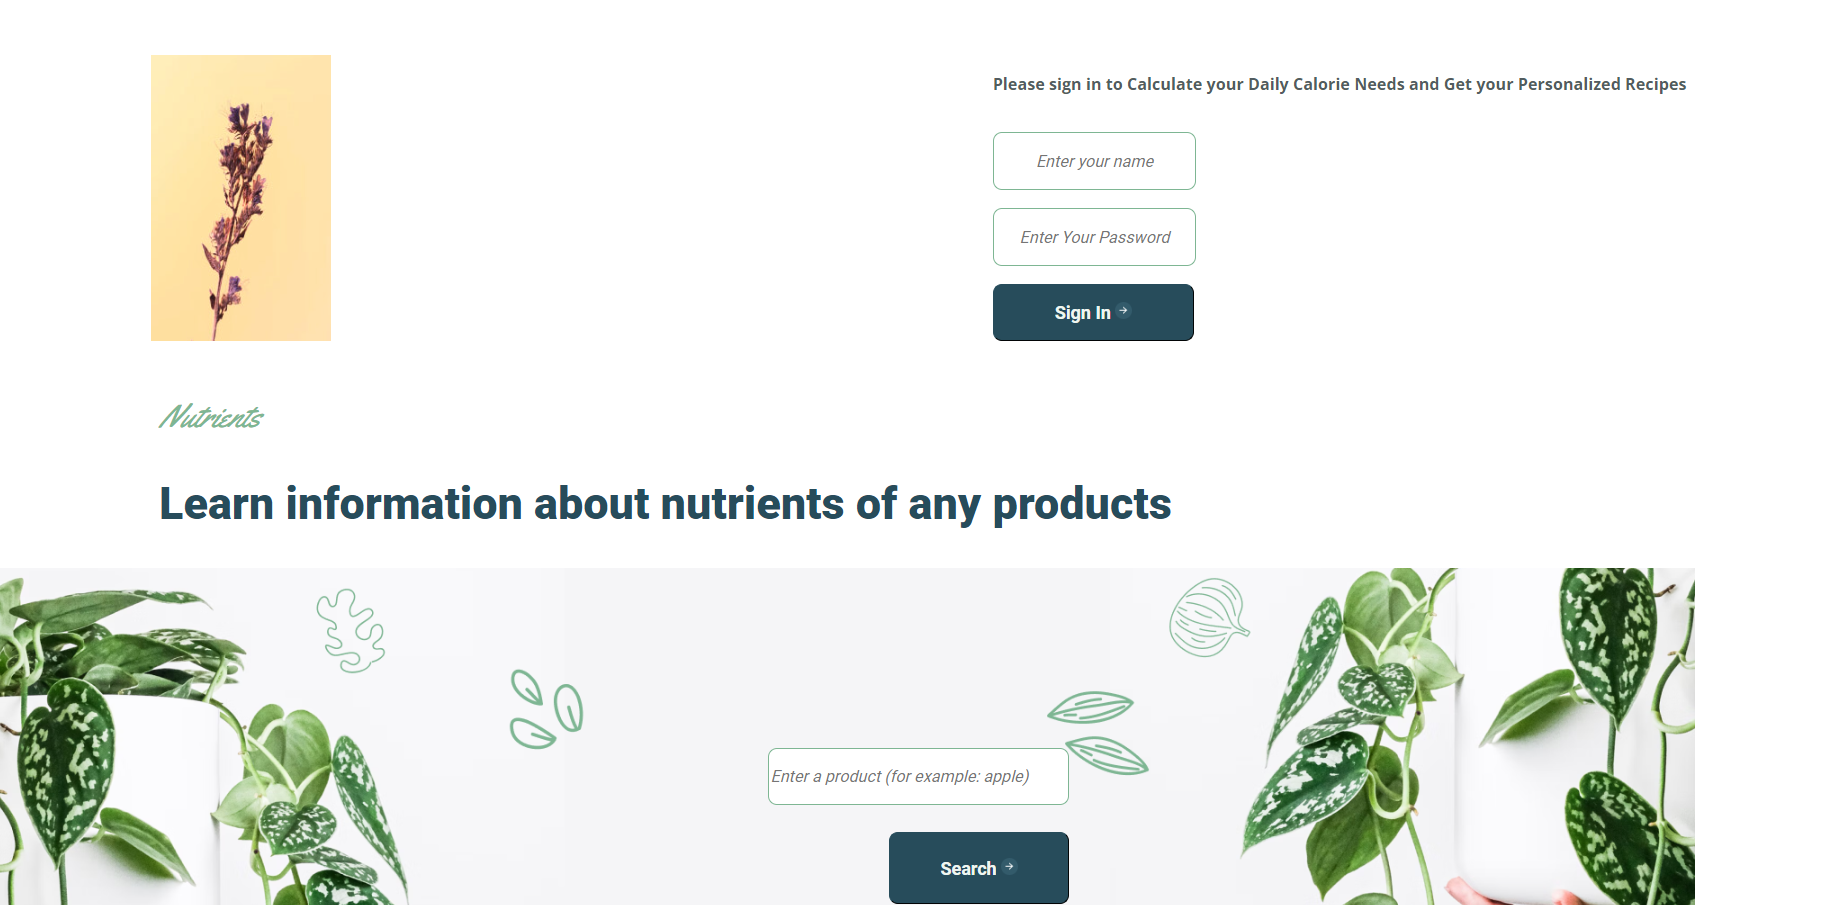 Please sign in to Calculate your Daily Calorie Needs and Get your Personalized Recipes
Enter your name
Enter Your Password
Sign In
Nutrients
Learn information about nutrients of any products
Enter a product (for example: apple)
Search